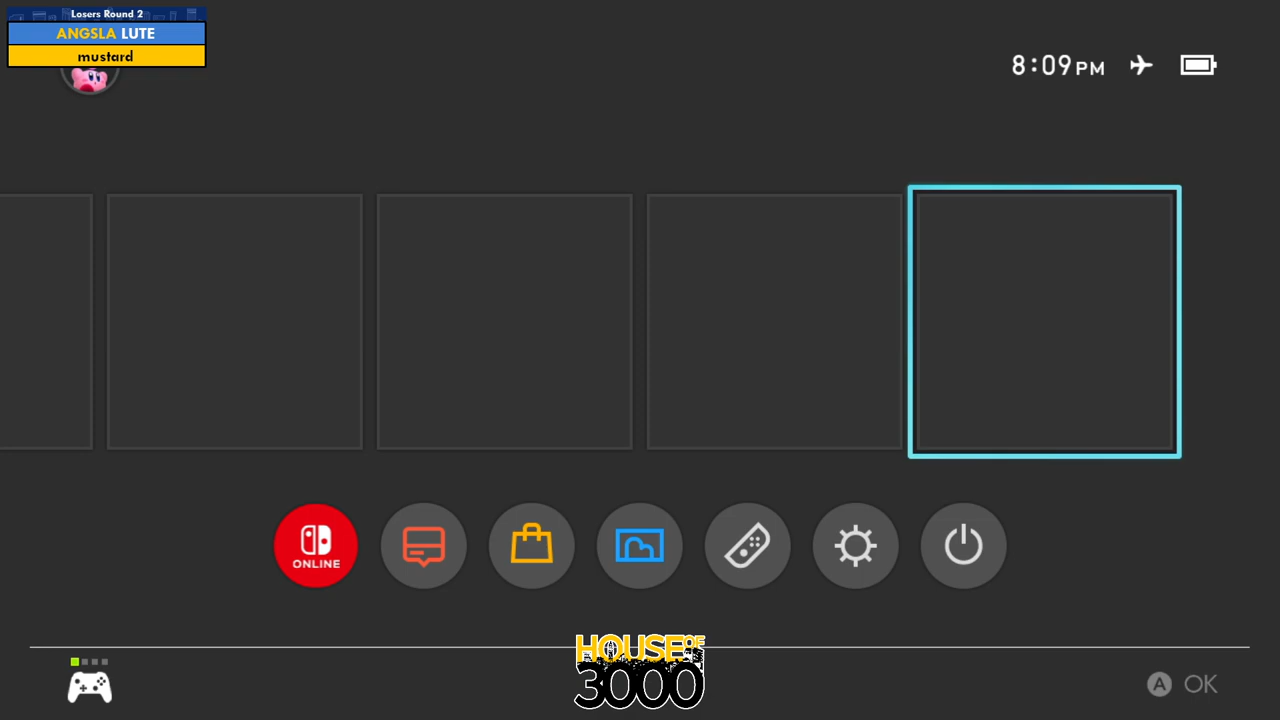 Losers Round 2
ANGSLA LUTE
mustard
8:09PM
ONLINE
HOUSE OF
3000
A OK